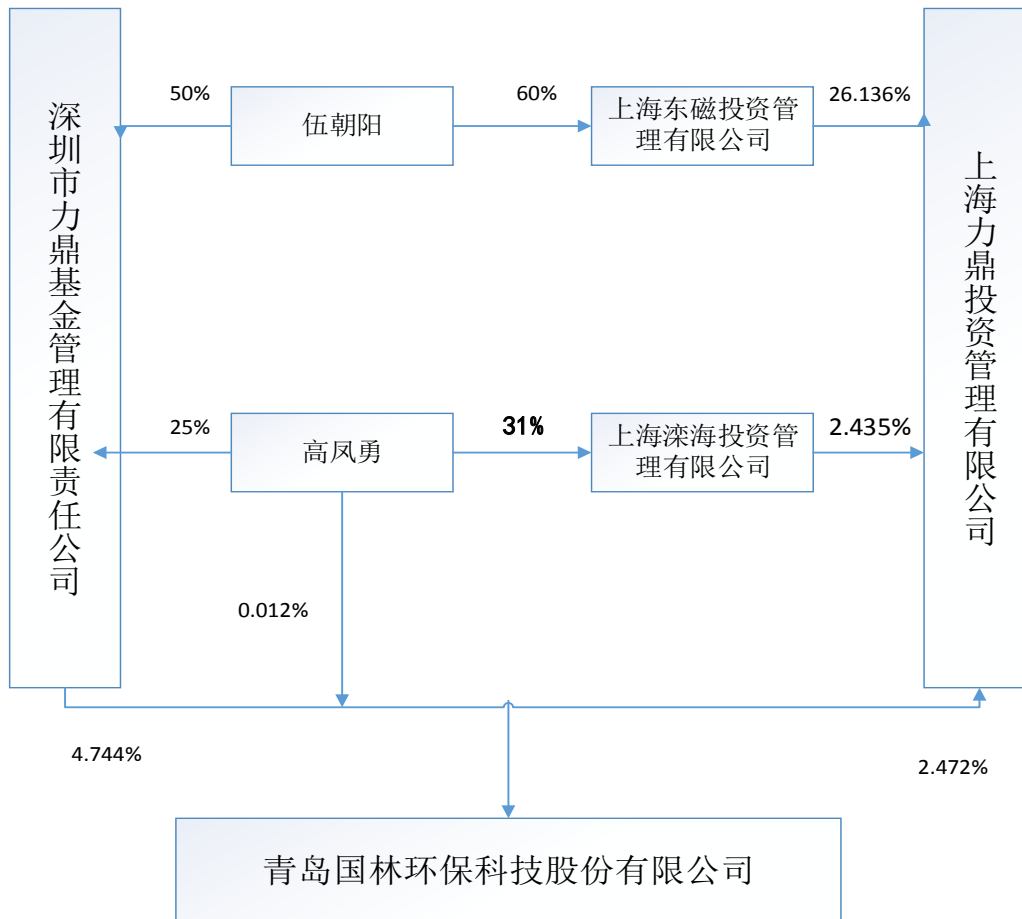 深圳市力鼎基金管理有限责任公司
50%
伍朝阳
60%
上海东磁投资管
理有限公司
26.136%
上海力鼎投资管理有限公司
25%
高凤勇
31%
上海滦海投资管
理有限公司
2.435%
0.012%
4.744%
2.472%
青岛国林环保科技股份有限公司